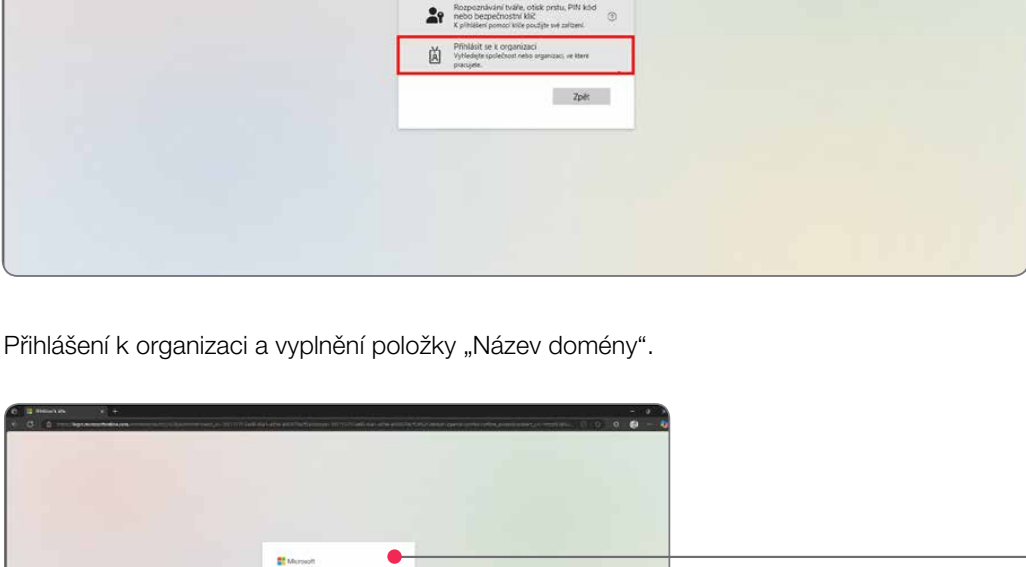 Rozpoznávání tváře, otisk prstu, PIN kód
nebo bezpečnostní klíč
K přihlášení pomocí klíče použijte své zařízení.
Přihlásit se k organizaci
Vyhledejte společnost nebo organizaci, ve které
pracujete.
Zpět
Přihlášení k organizaci a vyplnění položky „Název domény“.
Microsoft